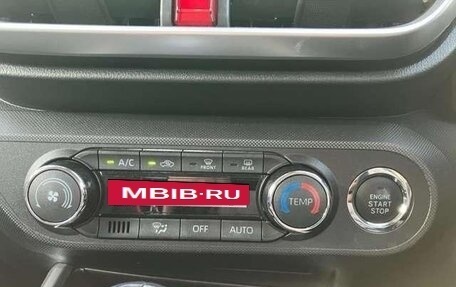 A/C
FRONT
REAR
MBIB-RU
TEMP
ENGINE
START
STOP
OFF
AUTO